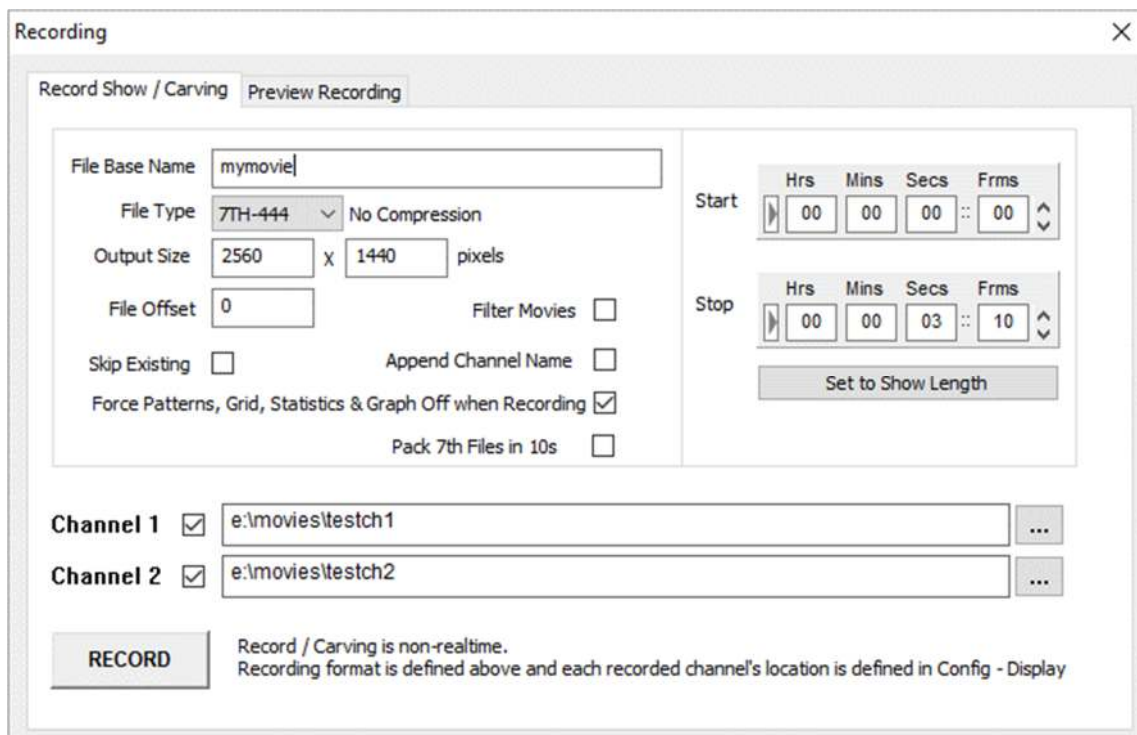 Recording
Record Show / Carving Preview Recording
File Base Name mymovie
File Type 7TH-444 No Compression
Output Size 2560 X 1440 pixels
File Offset 0 Filter Movies
Skip Existing Append Channel Name
Force Patterns, Grid, Statistics & Graph Off when Recording
Pack 7th Files in 10s
Hrs Mins Secs Frms
Start 00 00 00 :: 00
Hrs Mins Secs Frms
Stop 00 00 03 :: 10
Set to Show Length
Channel 1 e:\movies\testch1 ...
Channel 2 e:\movies\testch2 ...
RECORD
Record / Carving is non-realtime.
Recording format is defined above and each recorded channel's location is defined in Config - Display